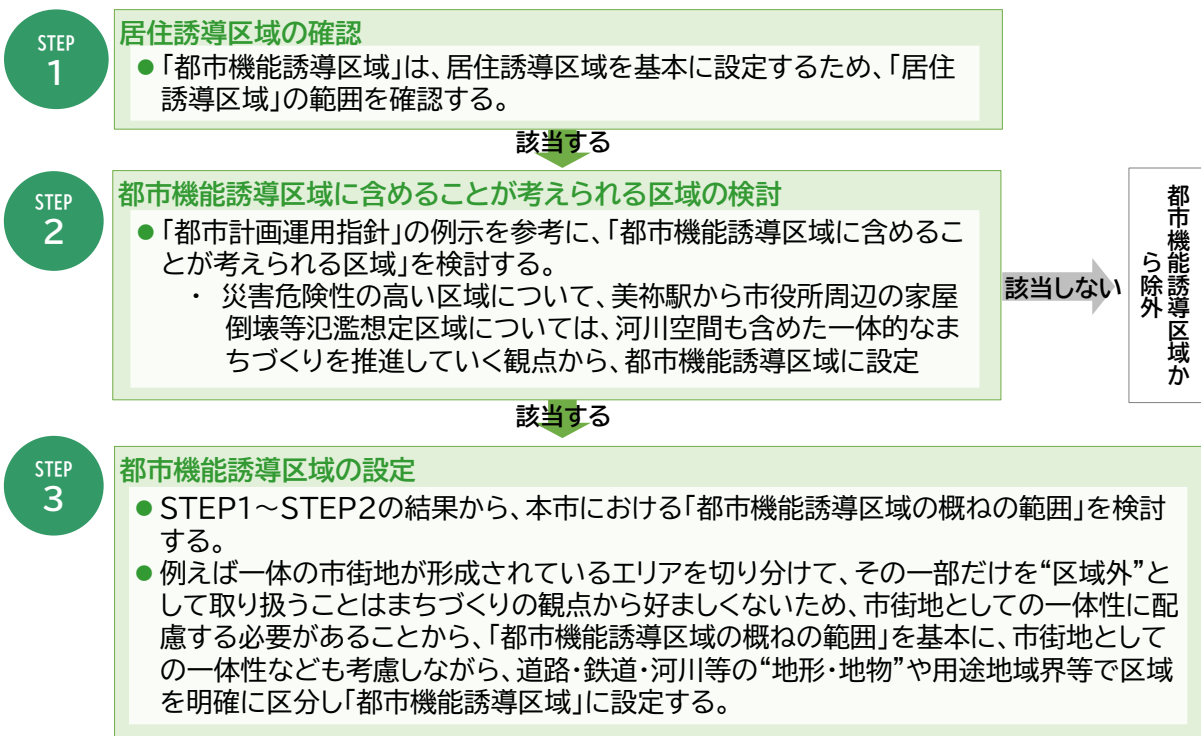 STEP
1
居住誘導区域の確認
●「都市機能誘導区域」は、居住誘導区域を基本に設定するため、「居住
誘導区域」の範囲を確認する。
該当する
STEP
2
都市機能誘導区域に含めることが考えられる区域の検討
●「都市計画運用指針」の例示を参考に、「都市機能誘導区域に含めるこ
とが考えられる区域」を検討する。
・ 災害危険性の高い区域について、美祢駅から市役所周辺の家屋
倒壊等氾濫想定区域については、河川空間も含めた一体的なま
ちづくりを推進していく観点から、都市機能誘導区域に設定
該当しない
都市機能誘導区域か
ら除外
該当する
STEP
3
都市機能誘導区域の設定
●STEP1～STEP2の結果から、本市における「都市機能誘導区域の概ねの範囲」を検討
する。
●例えば一体の市街地が形成されているエリアを切り分けて、その一部だけを“区域外”と
して取り扱うことはまちづくりの観点から好ましくないため、市街地としての一体性に配
慮する必要があることから、「都市機能誘導区域の概ねの範囲」を基本に、市街地として
の一体性なども考慮しながら、道路・鉄道・河川等の“地形・地物”や用途地域界等で区域
を明確に区分し「都市機能誘導区域」に設定する。